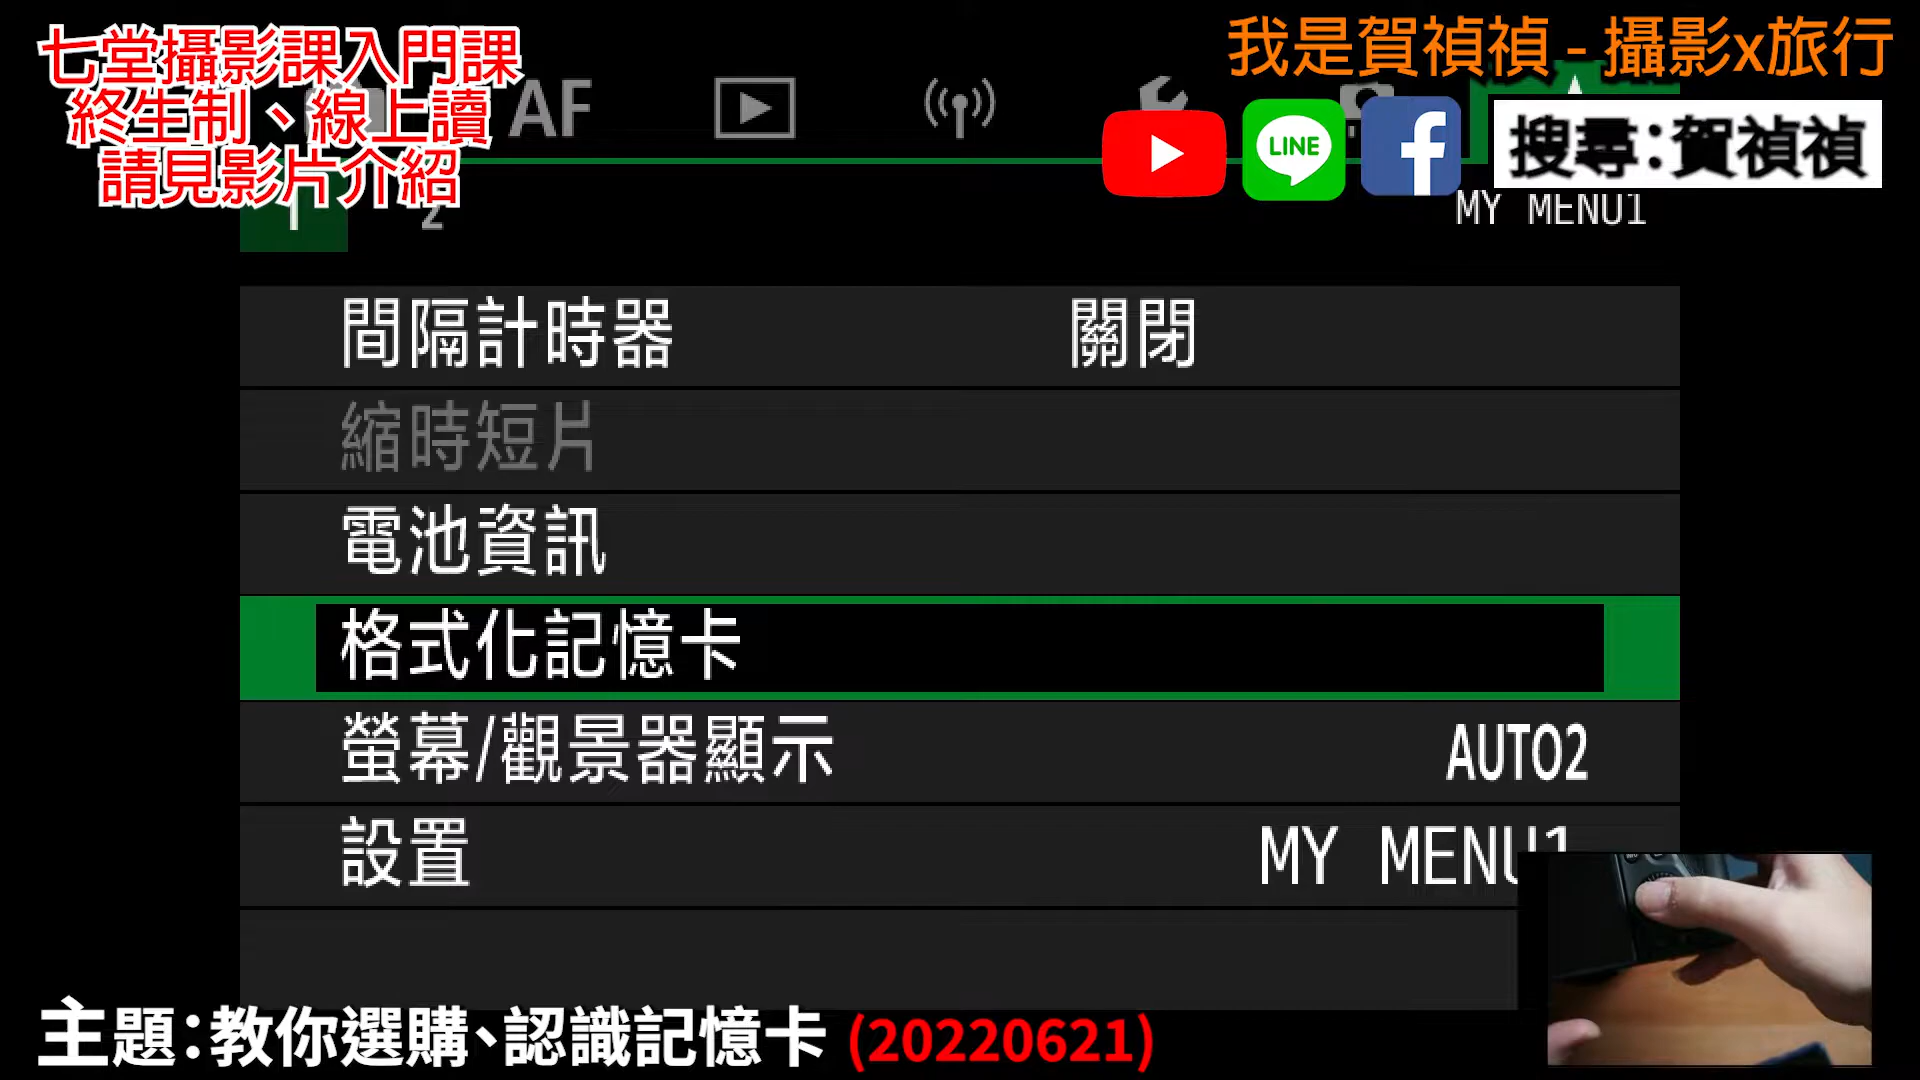 七堂攝影課入門課
終生制、線上讀
請見影片介紹
我是賀禎禎 - 攝影x旅行
AF
LINE
搜尋:賀禎禎
1
2
MY MENU1
間隔計時器 關閉
縮時短片
電池資訊
格式化記憶卡
螢幕/觀景器顯示 AUTO2
設置 MY MENU1
主題:教你選購、認識記憶卡 (20220621)